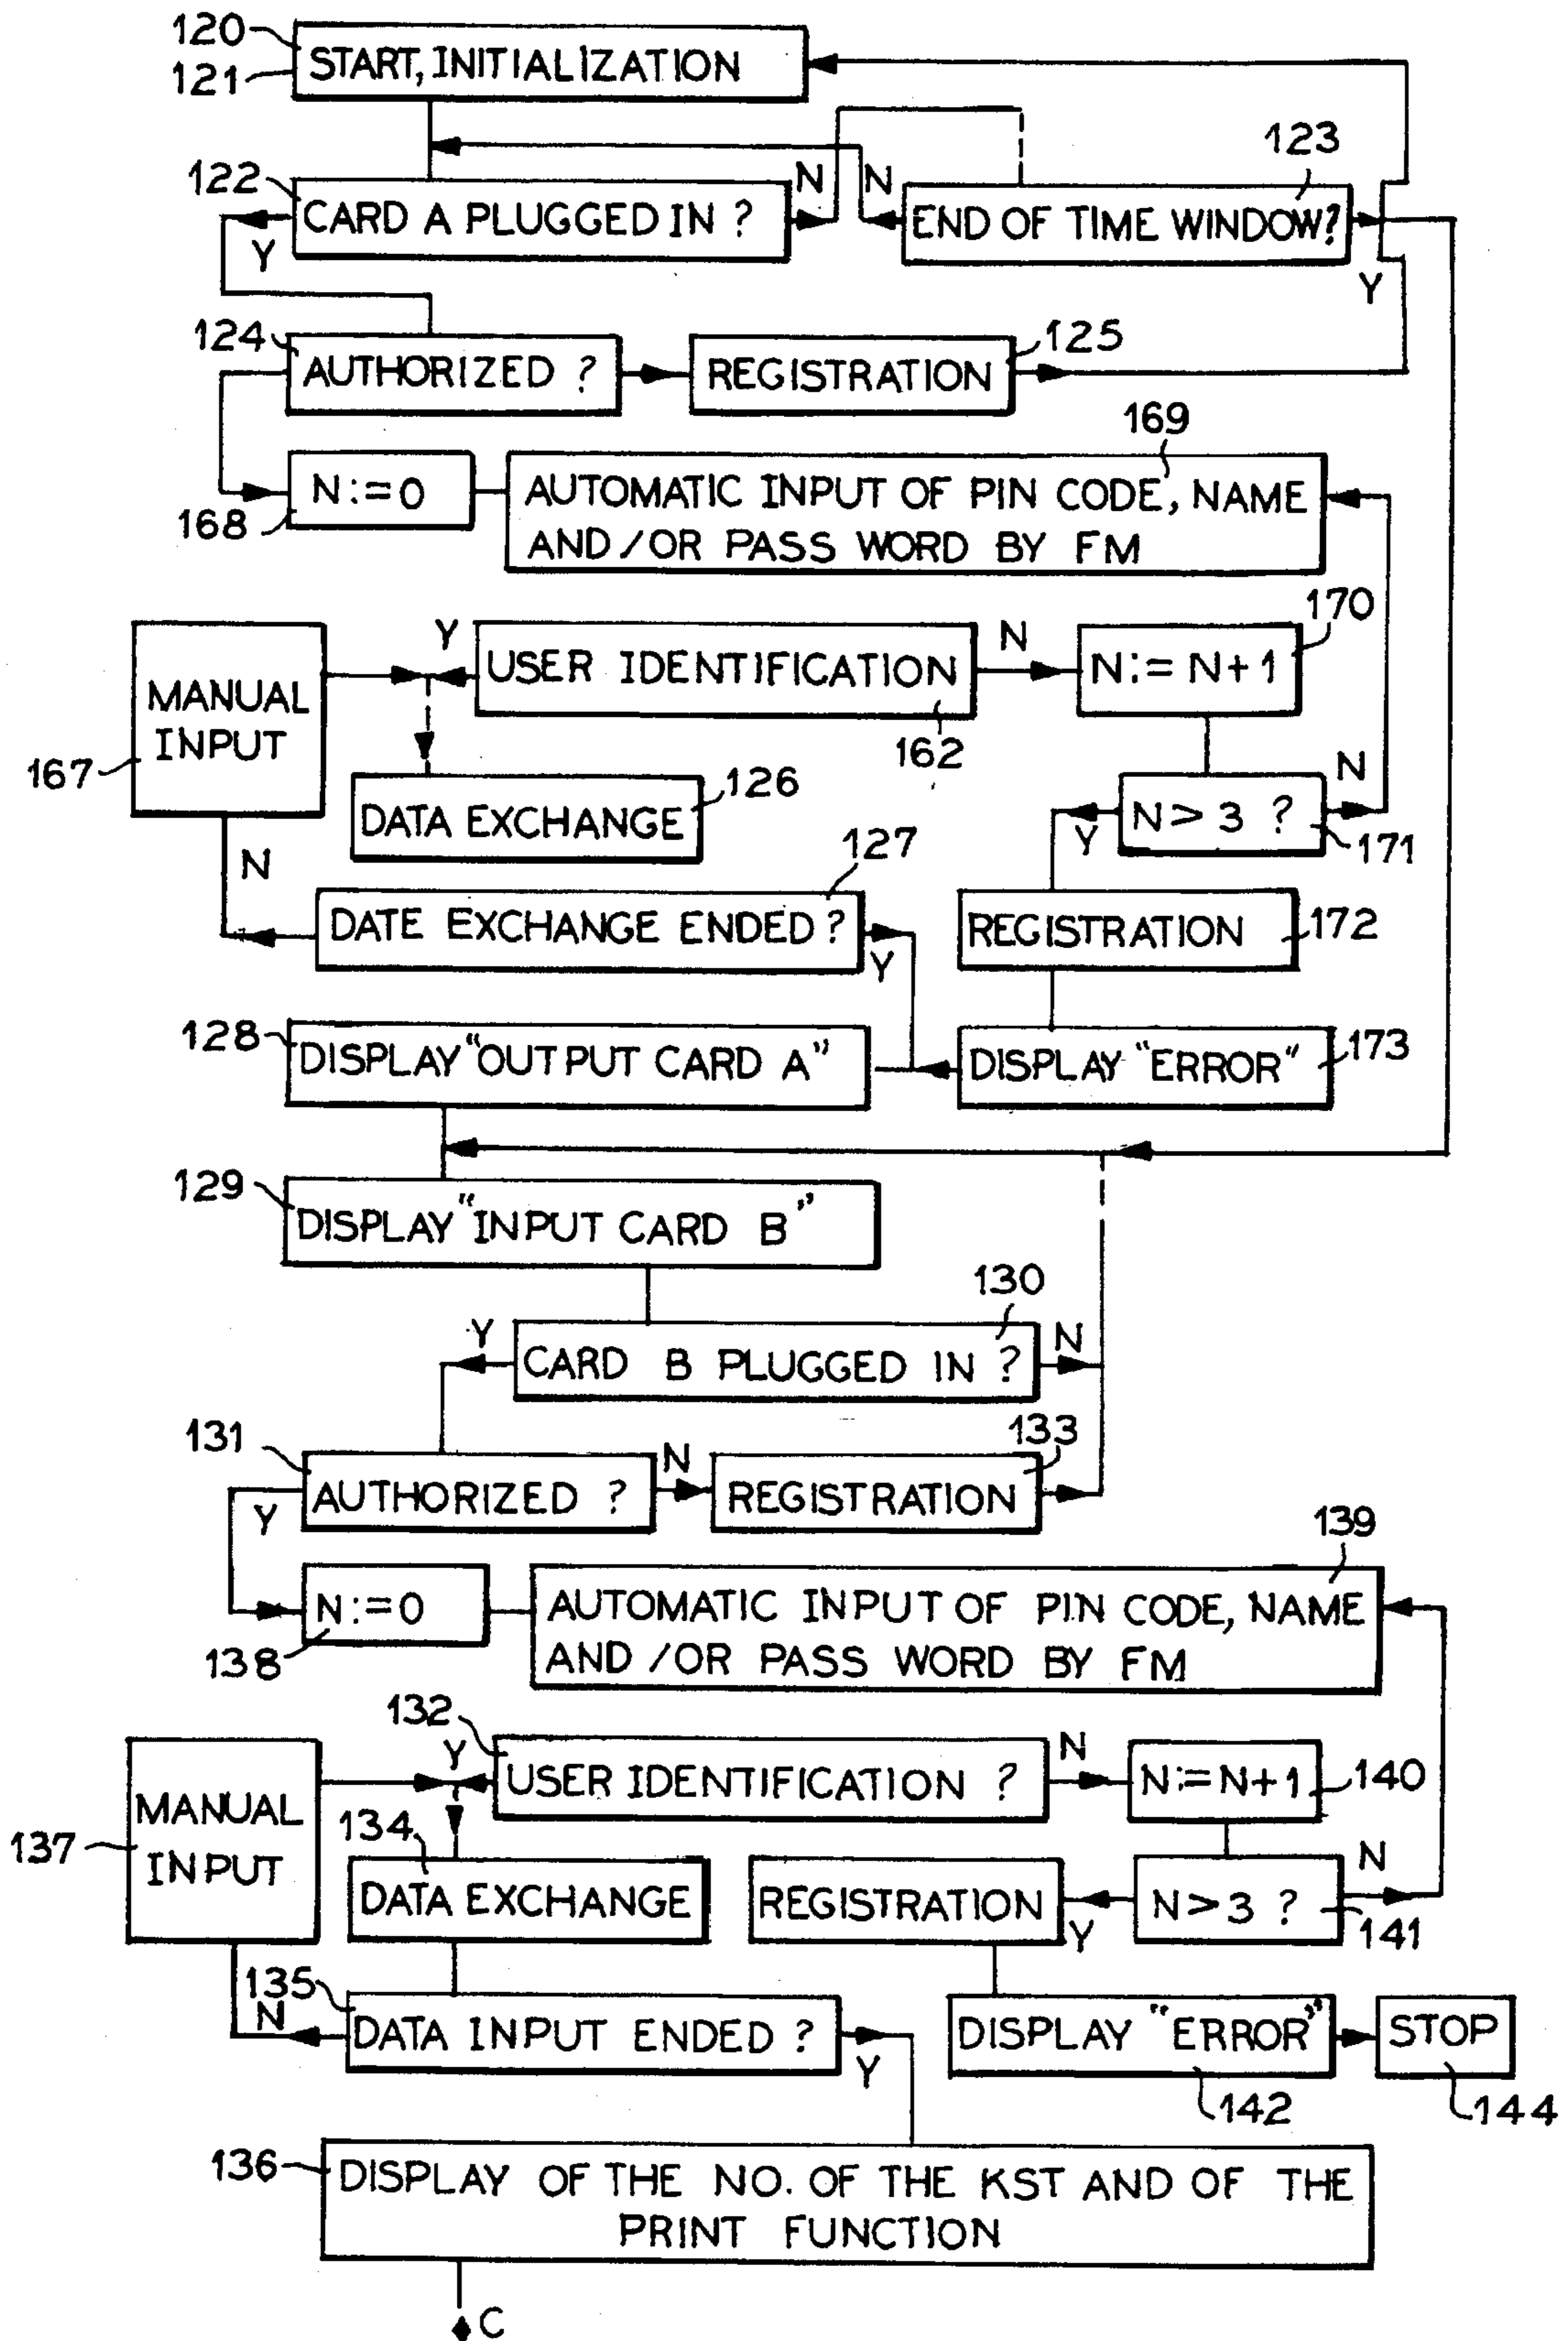 120
121
START, INITIALIZATION
122
CARD A PLUGGED IN ?
N
N
123
END OF TIME WINDOW?
Y
Y
124
AUTHORIZED ?
REGISTRATION
125
168
N:=0
169
AUTOMATIC INPUT OF PIN CODE, NAME
AND/OR PASS WORD BY FM
167
MANUAL
INPUT
Y
USER IDENTIFICATION
162
N
170
N:= N+1
DATA EXCHANGE
126
N > 3 ?
171
Y
N
N
127
DATE EXCHANGE ENDED ?
Y
REGISTRATION
172
128
DISPLAY "OUTPUT CARD A"
DISPLAY "ERROR"
173
129
DISPLAY "INPUT CARD B"
130
Y
CARD B PLUGGED IN ?
N
131
AUTHORIZED ?
N
133
REGISTRATION
Y
138
N:=0
139
AUTOMATIC INPUT OF PIN CODE, NAME
AND /OR PASS WORD BY FM
137
MANUAL
INPUT
132
Y
USER IDENTIFICATION ?
N
N:= N+1
140
134
DATA EXCHANGE
REGISTRATION
Y
N > 3 ?
141
N
135
N
DATA INPUT ENDED ?
Y
DISPLAY "ERROR"
142
STOP
144
136
DISPLAY OF THE NO. OF THE KST AND OF THE
PRINT FUNCTION
C